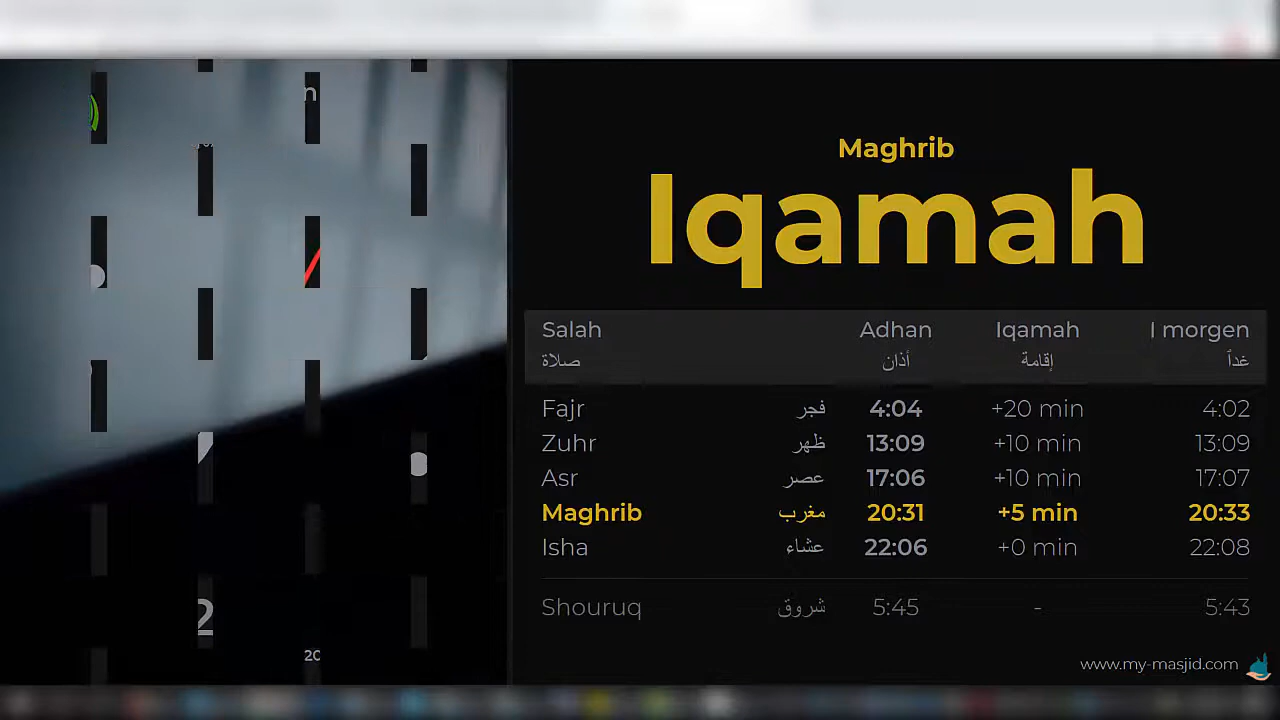 Maghrib
Iqamah
Salah Adhan Iqamah I morgen
صلاة أذان إقامة غداً
Fajr فجر 4:04 +20 min 4:02
Zuhr ظهر 13:09 +10 min 13:09
Asr عصر 17:06 +10 min 17:07
Maghrib مغرب 20:31 +5 min 20:33
Isha عشاء 22:06 +0 min 22:08
Shouruq شروق 5:45 - 5:43
www.my-masjid.com
n
2
20